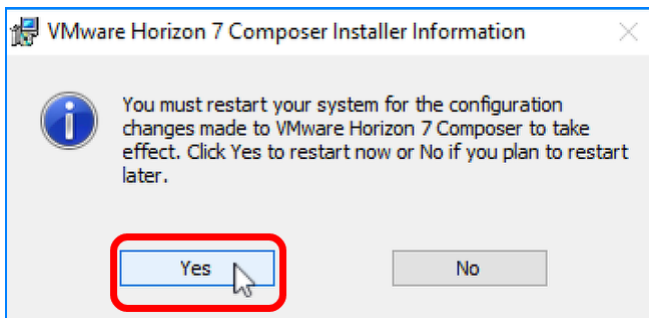 VMware Horizon 7 Composer Installer Information
You must restart your system for the configuration
changes made to VMware Horizon 7 Composer to take
effect. Click Yes to restart now or No if you plan to restart
later.
Yes
No